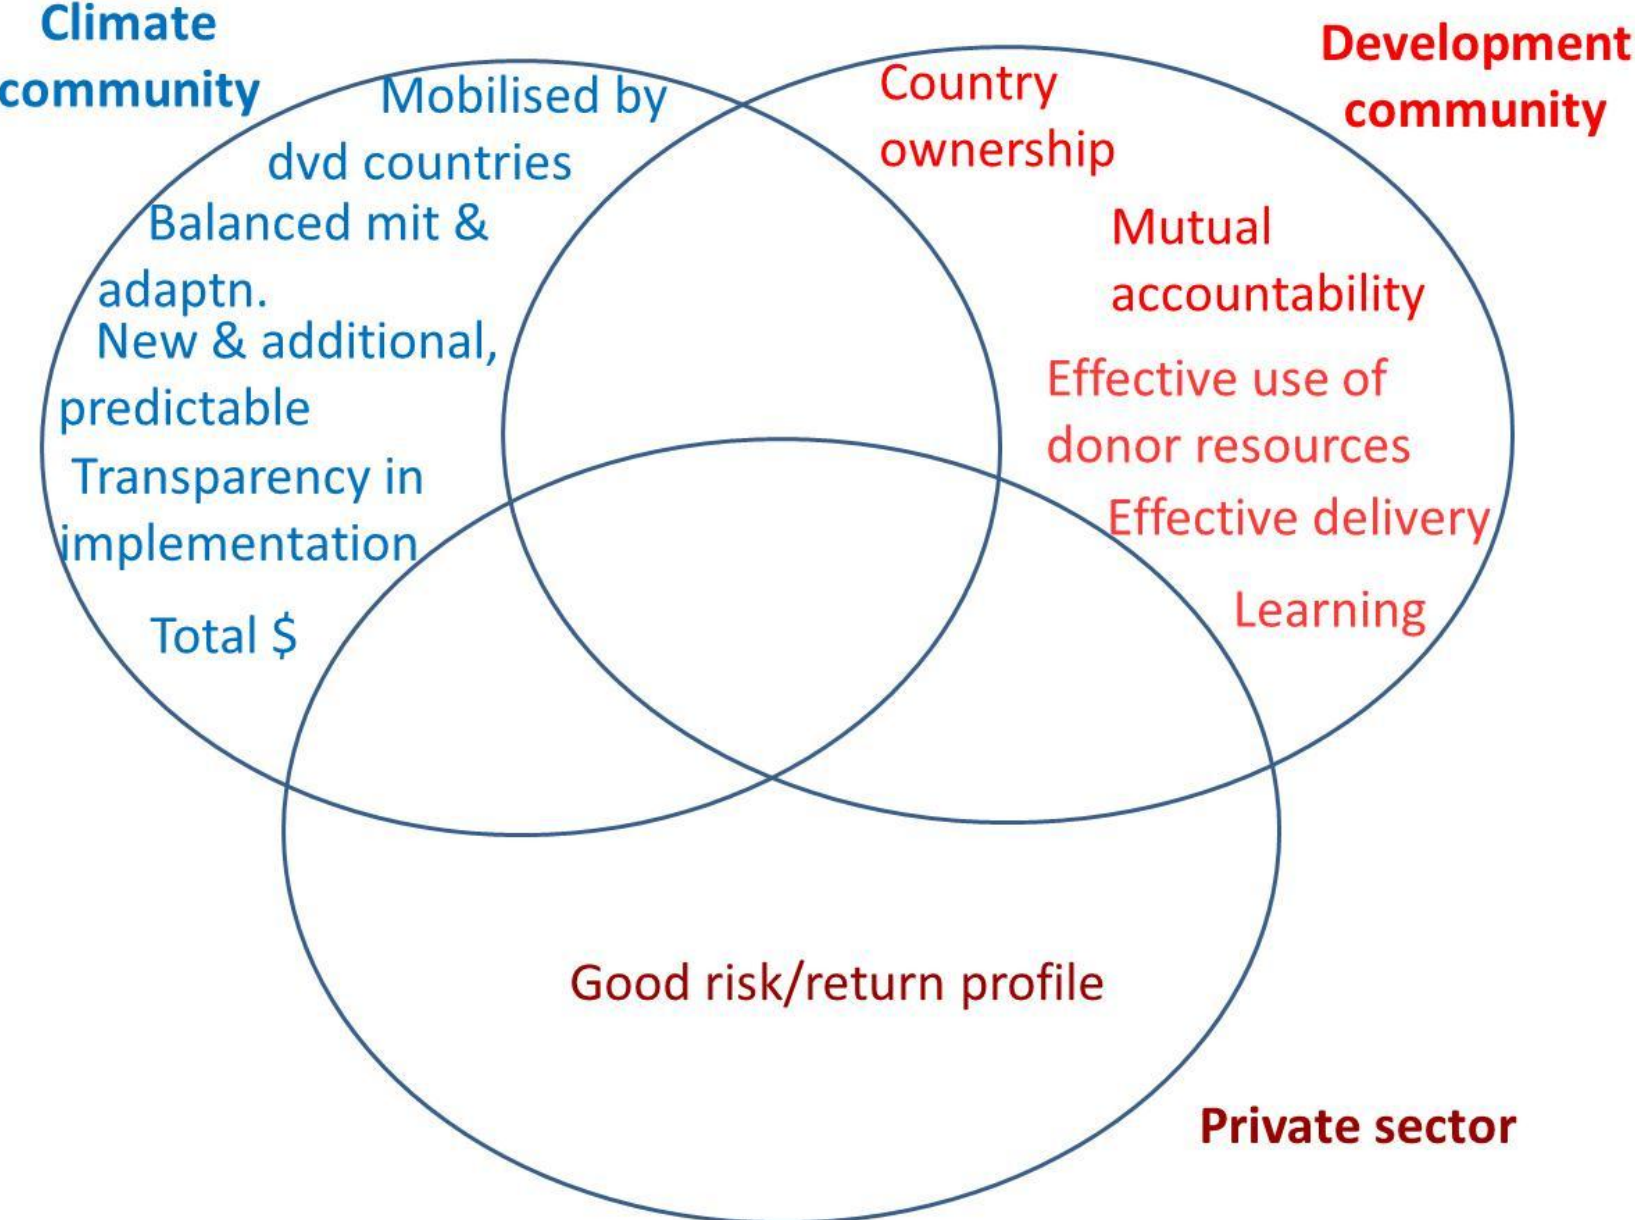 Climate
community
Mobilised by
dvd countries
Balanced mit &
adaptn.
New & additional,
predictable
Transparency in
implementation
Total $
Country
ownership
Development
community
Mutual
accountability
Effective use of
donor resources
Effective delivery
Learning
Good risk/return profile
Private sector